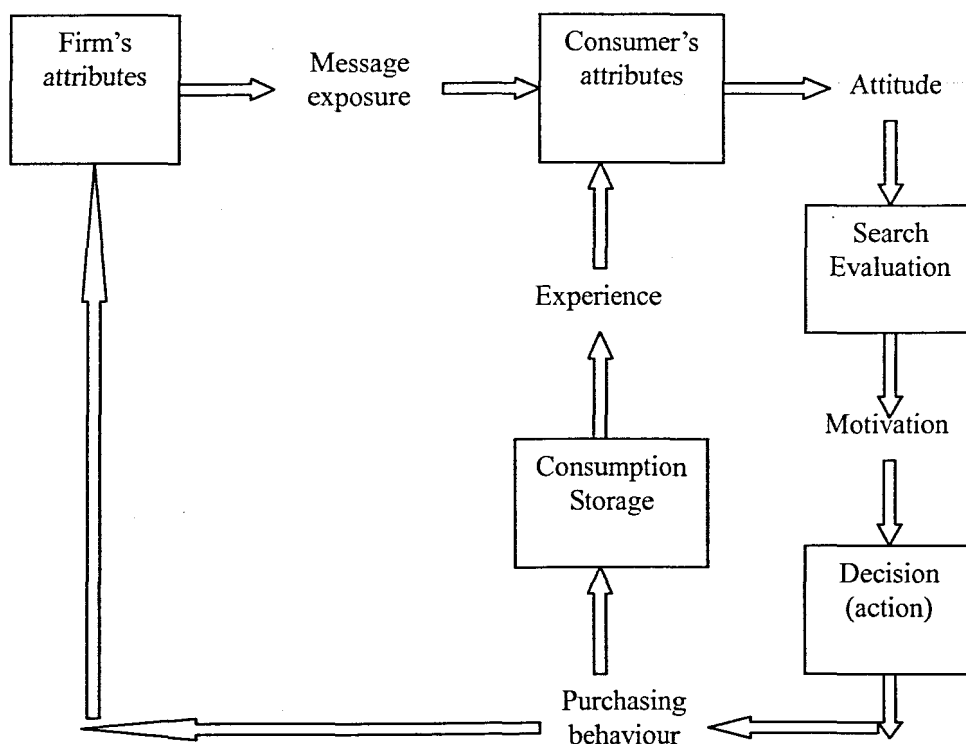 Firm's
attributes
Message
exposure
Consumer's
attributes
Attitude
Search
Evaluation
Experience
Motivation
Consumption
Storage
Decision
(action)
Purchasing
behaviour